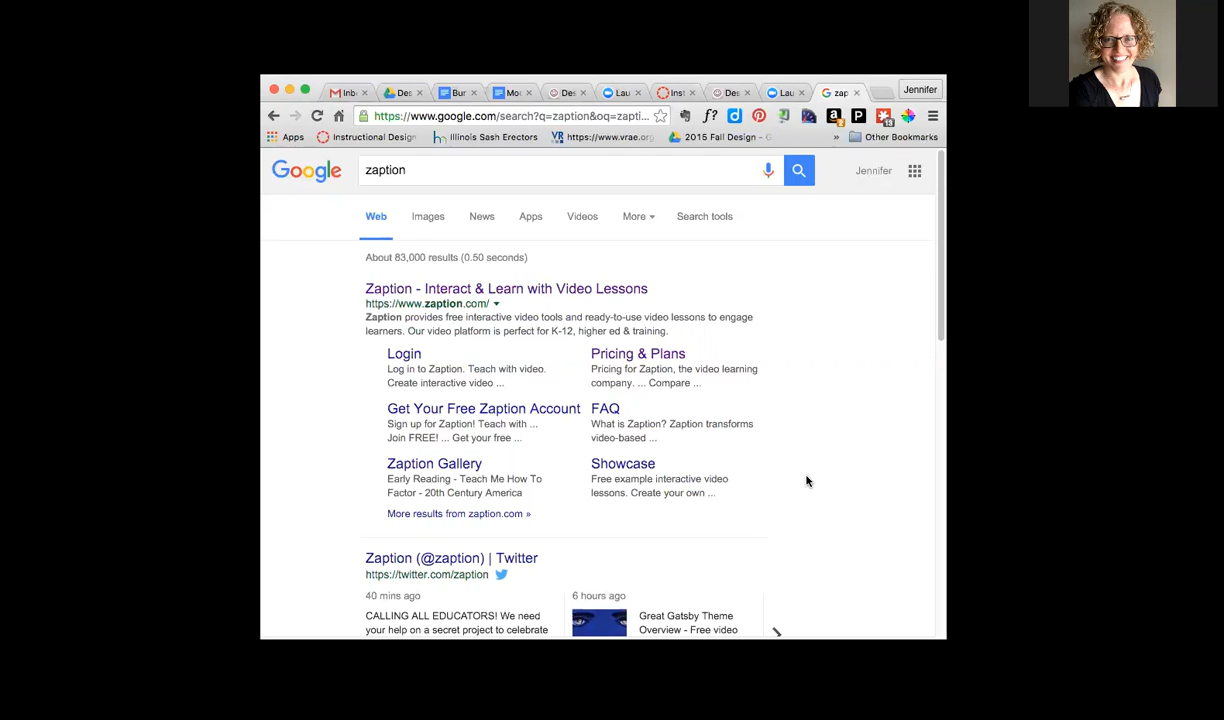 Inb
Des
Bur
Moc
Des
Lau
Inst
Des
Lau
zap
Jennifer
https://www.google.com/search?q=zaption&oq=zapti...
Apps
Instructional Design
Illinois Sash Erectors
https://www.vrae.org
2015 Fall Design - G
»
Other Bookmarks
Google
zaption
Jennifer
Web Images News Apps Videos More Search tools
About 83,000 results (0.50 seconds)
Zaption - Interact & Learn with Video Lessons
https://www.zaption.com/
Zaption provides free interactive video tools and ready-to-use video lessons to engage
learners. Our video platform is perfect for K-12, higher ed & training.
Login
Log in to Zaption. Teach with video.
Create interactive video ...
Pricing & Plans
Pricing for Zaption, the video learning
company. ... Compare ...
Get Your Free Zaption Account
Sign up for Zaption! Teach with ...
Join FREE! ... Get your free ...
FAQ
What is Zaption? Zaption transforms
video-based ...
Zaption Gallery
Early Reading - Teach Me How To
Factor - 20th Century America
Showcase
Free example interactive video
lessons. Create your own ...
More results from zaption.com »
Zaption (@zaption) | Twitter
https://twitter.com/zaption
40 mins ago
CALLING ALL EDUCATORS! We need
your help on a secret project to celebrate
6 hours ago
Great Gatsby Theme
Overview - Free video